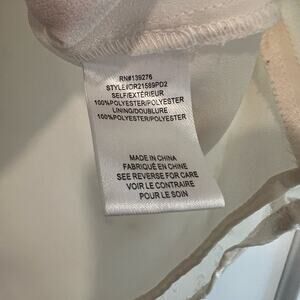 RN#139276
STYLE#DR21589PD2
SELF/EXTÉRIEUR
100%POLYESTER/POLYESTER
LINING/DOUBLURE
100%POLYESTER/POLYESTER
MADE IN CHINA
FABRIQUÉ EN CHINE
SEE REVERSE FOR CARE
VOIR LE CONTRAIRE
POUR LE SOIN